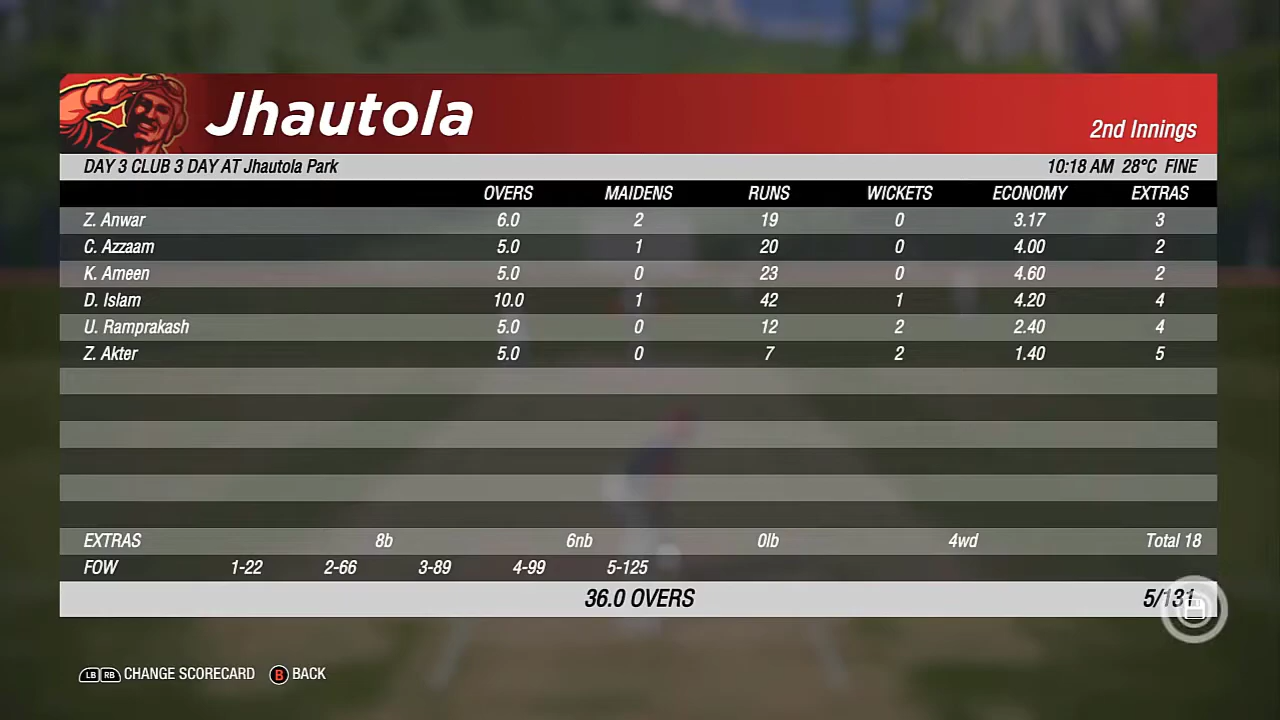 Jhautola
2nd Innings
DAY 3 CLUB 3 DAY AT Jhautola Park 10:18 AM 28°C FINE
OVERS MAIDENS RUNS WICKETS ECONOMY EXTRAS
Z. Anwar 6.0 2 19 0 3.17 3
C. Azzaam 5.0 1 20 0 4.00 2
K. Ameen 5.0 0 23 0 4.60 2
D. Islam 10.0 1 42 1 4.20 4
U. Ramprakash 5.0 0 12 2 2.40 4
Z. Akter 5.0 0 7 2 1.40 5
EXTRAS 8b 6nb 0lb 4wd Total 18
FOW 1-22 2-66 3-89 4-99 5-125
36.0 OVERS 5/131
LB RB CHANGE SCORECARD B BACK